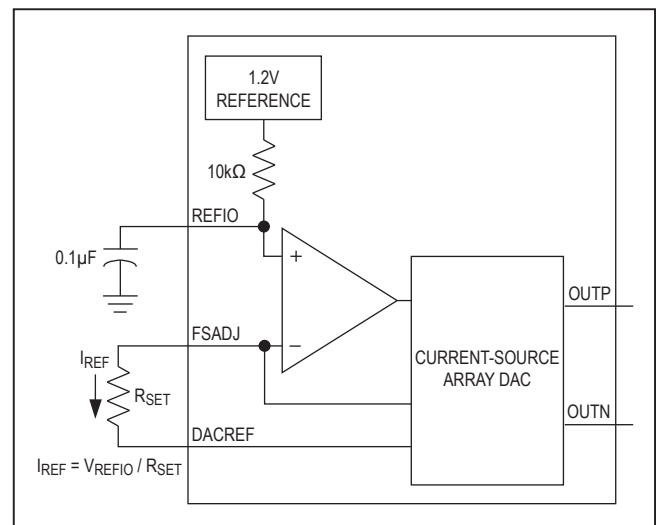 1.2V
REFERENCE
10kΩ
REFIO
0.1µF
+
OUTP
FSADJ
−
IREF
CURRENT-SOURCE
ARRAY DAC
RSET
OUTN
DACREF
IREF = VREFIO / RSET